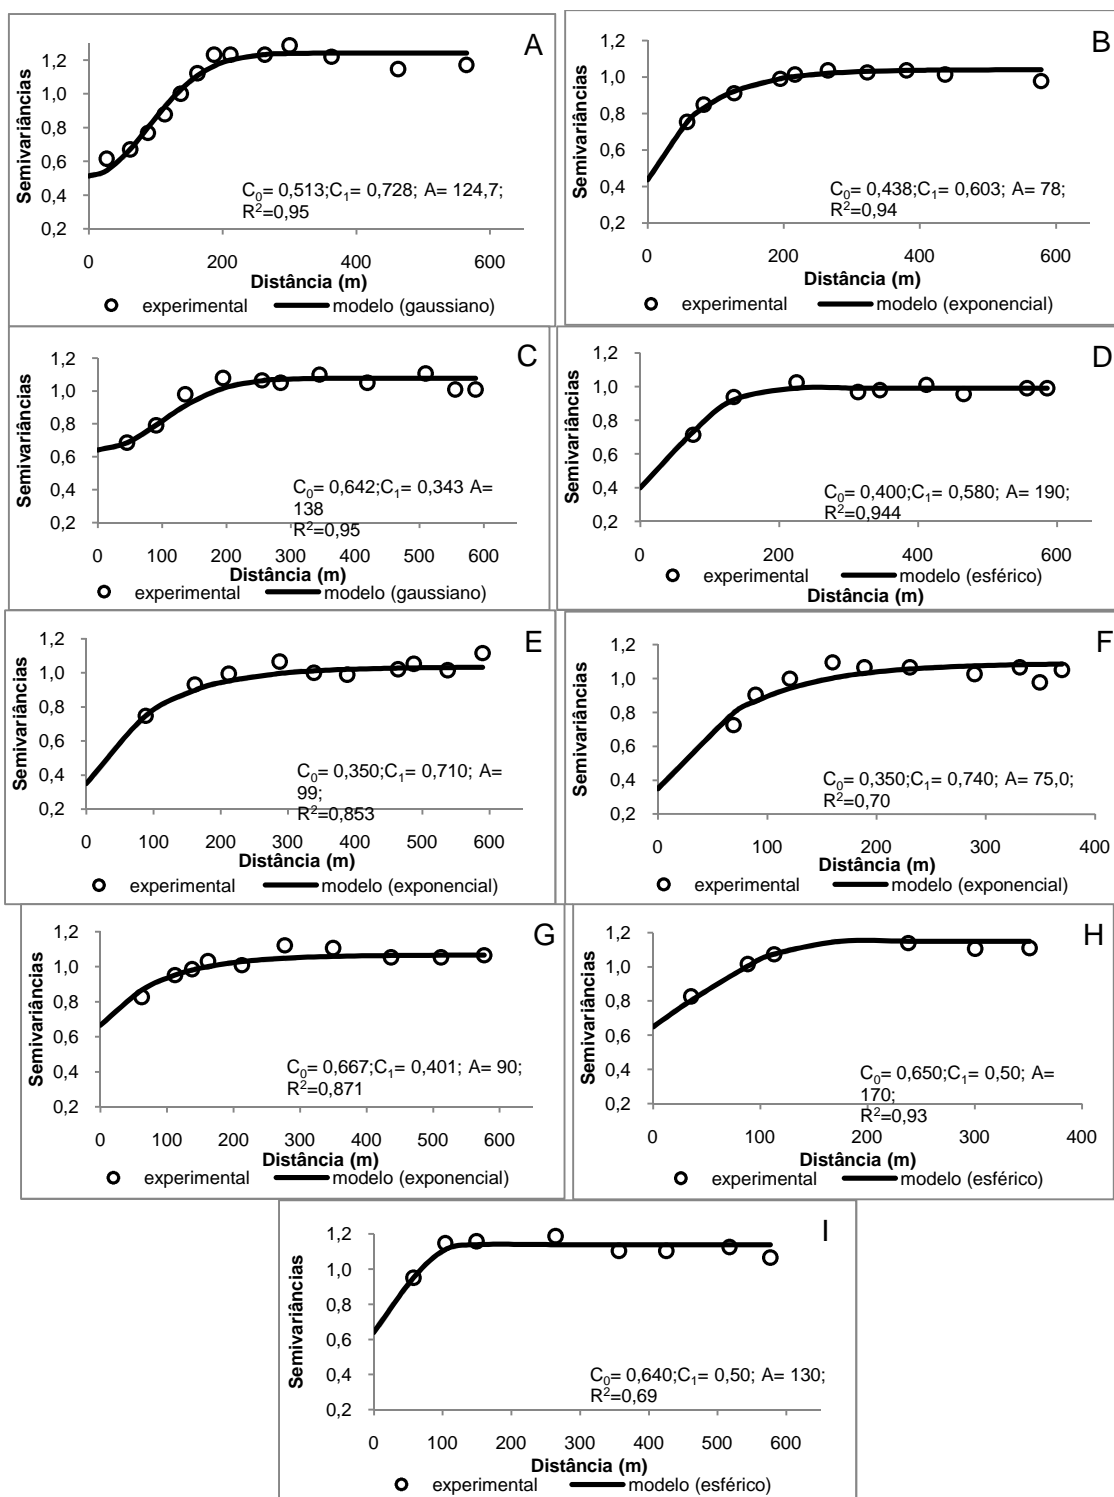 A
Semivariâncias
1,2
1,0
0,8
0,6
0,4
0,2
C0= 0,513;C1= 0,728; A= 124,7;
R2=0,95
0 200 400 600
Distância (m)
experimental modelo (gaussiano)
B
Semivariâncias
1,2
1,0
0,8
0,6
0,4
0,2
C0= 0,438;C1= 0,603; A= 78;
R2=0,94
0 200 400 600
Distância (m)
experimental modelo (exponencial)
C
Semivariâncias
1,2
1,0
0,8
0,6
0,4
0,2
C0= 0,642;C1= 0,343 A=
138
R2=0,95
0 100 200 300 400 500 600
Distância (m)
experimental modelo (gaussiano)
D
Semivariâncias
1,2
1,0
0,8
0,6
0,4
0,2
C0= 0,400;C1= 0,580; A= 190;
R2=0,944
0 200 400 600
experimental modelo (esférico)
Distância (m)
E
Semivariâncias
1,2
1,0
0,8
0,6
0,4
0,2
C0= 0,350;C1= 0,710; A=
99;
R2=0,853
0 100 200 300 400 500 600
Distância (m)
experimental modelo (exponencial)
F
Semivariâncias
1,2
1,0
0,8
0,6
0,4
0,2
C0= 0,350;C1= 0,740; A= 75,0;
R2=0,70
0 100 200 300 400
Distância (m)
experimental modelo (exponencial)
G
Semivariâncias
1,2
1,0
0,8
0,6
0,4
0,2
C0= 0,667;C1= 0,401; A= 90;
R2=0,871
0 100 200 300 400 500 600
Distância (m)
experimental modelo (exponencial)
H
Semivariâncias
1,2
1,0
0,8
0,6
0,4
0,2
C0= 0,650;C1= 0,50; A=
170;
R2=0,93
0 100 200 300 400
Distância (m)
experimental modelo (esférico)
I
Semivariâncias
1,2
1,0
0,8
0,6
0,4
0,2
C0= 0,640;C1= 0,50; A= 130;
R2=0,69
0 100 200 300 400 500 600
Distância (m)
experimental modelo (esférico)